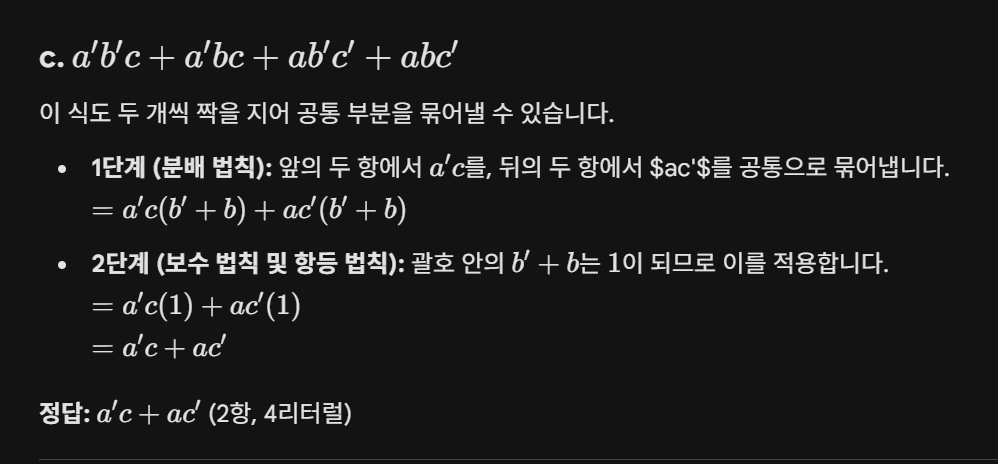 c. a′b′c + a′bc + ab′c′ + abc′
이 식도 두 개씩 짝을 지어 공통 부분을 묶어낼 수 있습니다.
• 1단계 (분배 법칙): 앞의 두 항에서 a′c를, 뒤의 두 항에서 $ac'$를 공통으로 묶어냅니다.
= a′c(b′ + b) + ac′(b′ + b)
• 2단계 (보수 법칙 및 항등 법칙): 괄호 안의 b′ + b는 1이 되므로 이를 적용합니다.
= a′c(1) + ac′(1)
= a′c + ac′
정답: a′c + ac′ (2항, 4리터럴)